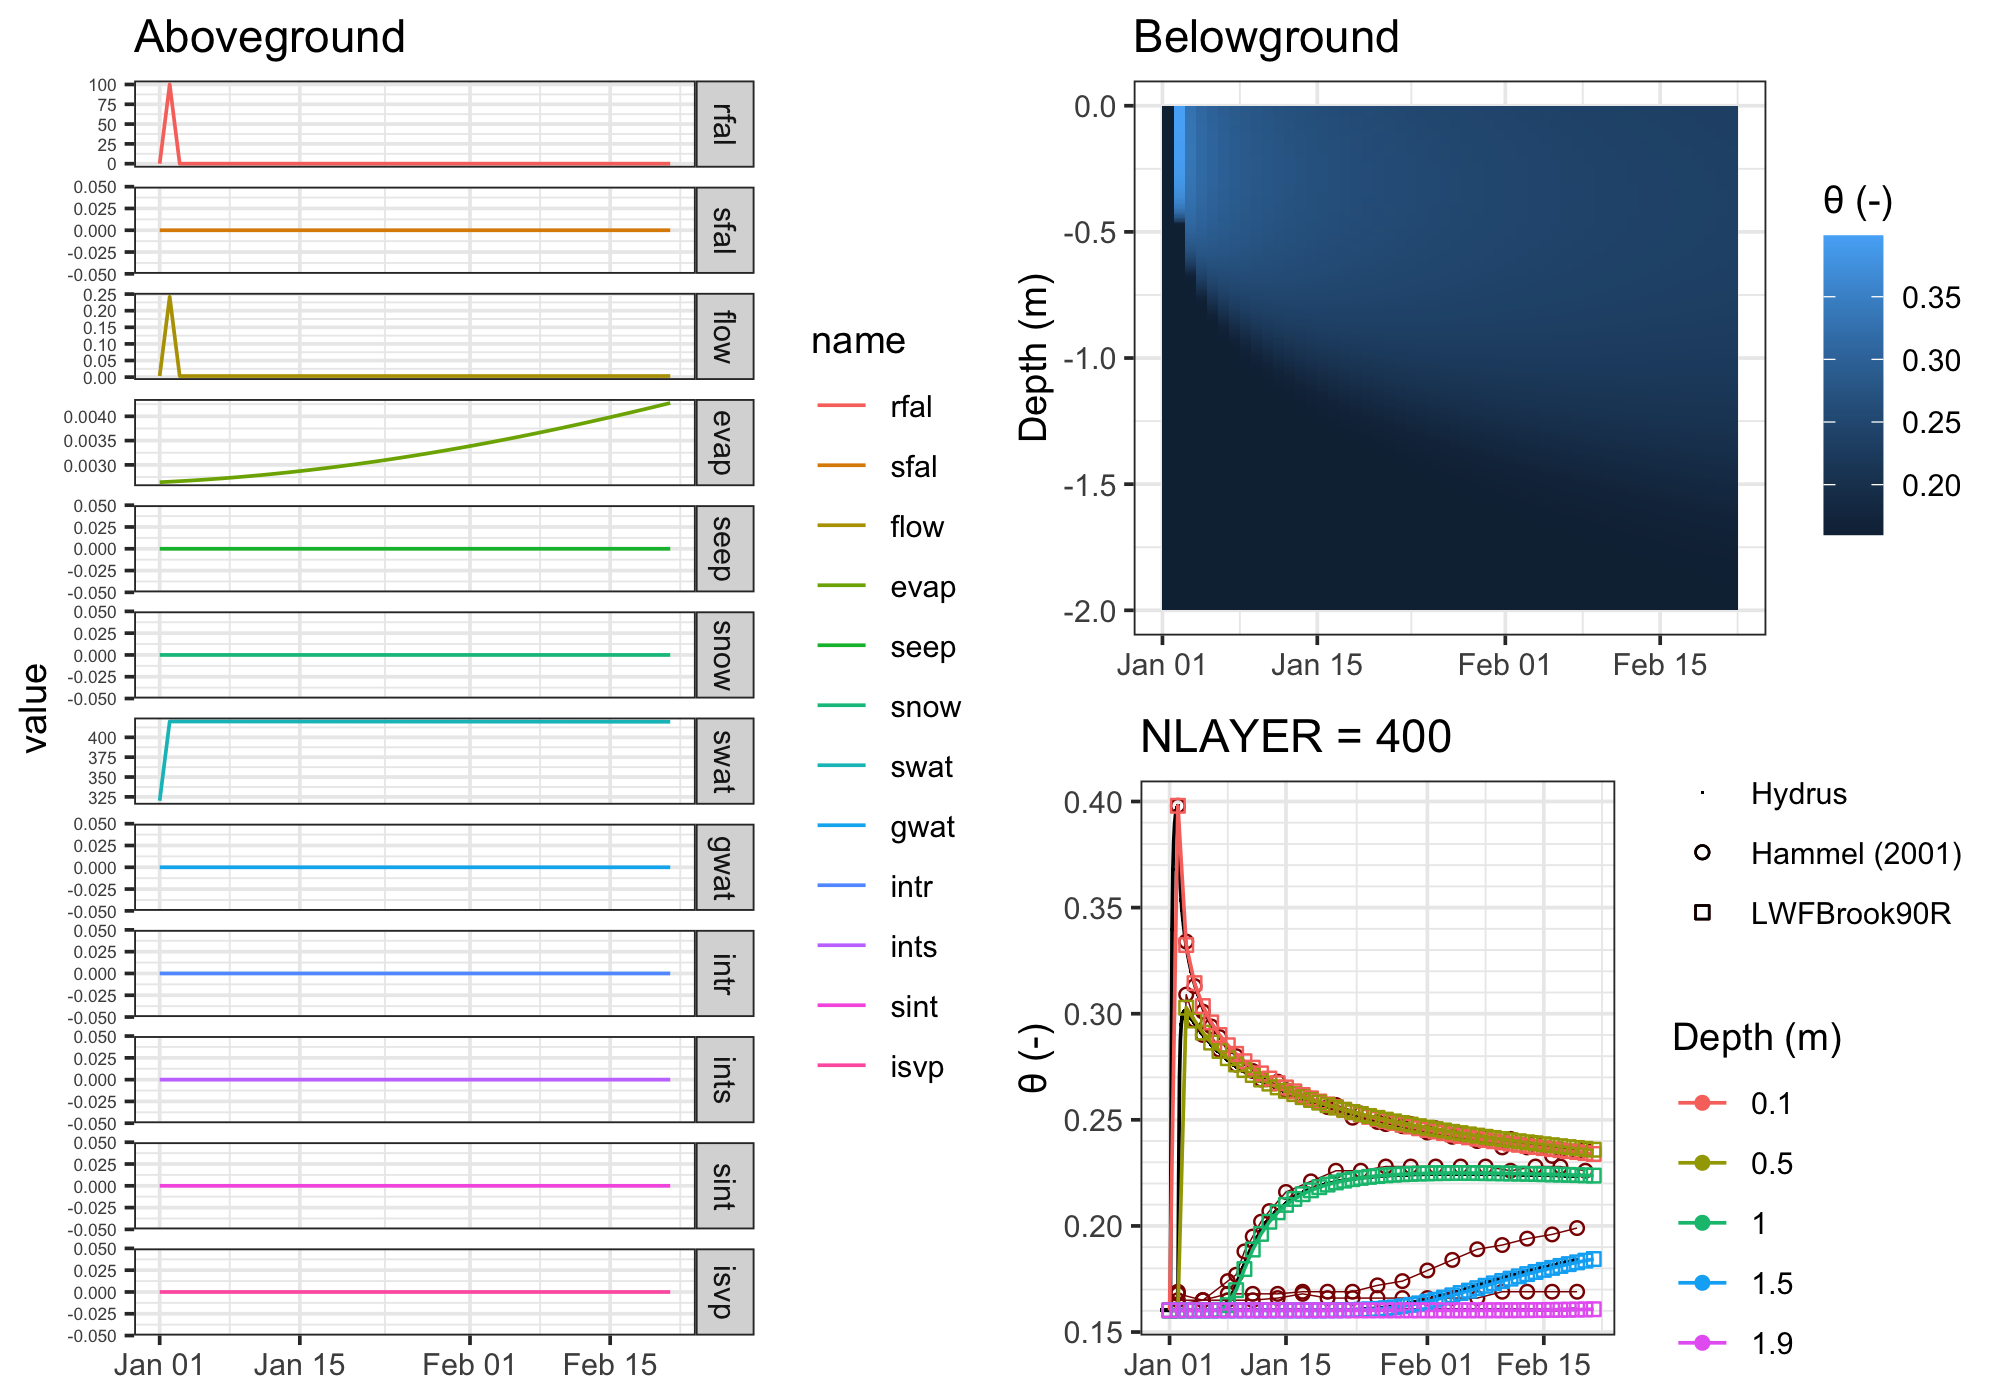 Aboveground
value
100
75
50
25
0
rfal
0.050
0.025
0.000
-0.025
-0.050
sfal
0.25
0.20
0.15
0.10
0.05
0.00
flow
0.0040
0.0035
0.0030
evap
0.050
0.025
0.000
-0.025
-0.050
seep
0.050
0.025
0.000
-0.025
-0.050
snow
400
375
350
325
swat
0.050
0.025
0.000
-0.025
-0.050
gwat
0.050
0.025
0.000
-0.025
-0.050
intr
0.050
0.025
0.000
-0.025
-0.050
ints
0.050
0.025
0.000
-0.025
-0.050
sint
0.050
0.025
0.000
-0.025
-0.050
isvp
Jan 01 Jan 15 Feb 01 Feb 15
name
rfal
sfal
flow
evap
seep
snow
swat
gwat
intr
ints
sint
isvp
Belowground
Depth (m)
0.0
-0.5
-1.0
-1.5
-2.0
Jan 01 Jan 15 Feb 01 Feb 15
θ (-)
0.35
0.30
0.25
0.20
NLAYER = 400
θ (-)
0.40
0.35
0.30
0.25
0.20
0.15
Jan 01 Jan 15 Feb 01 Feb 15
Hydrus
Hammel (2001)
LWFBrook90R
Depth (m)
0.1
0.5
1
1.5
1.9